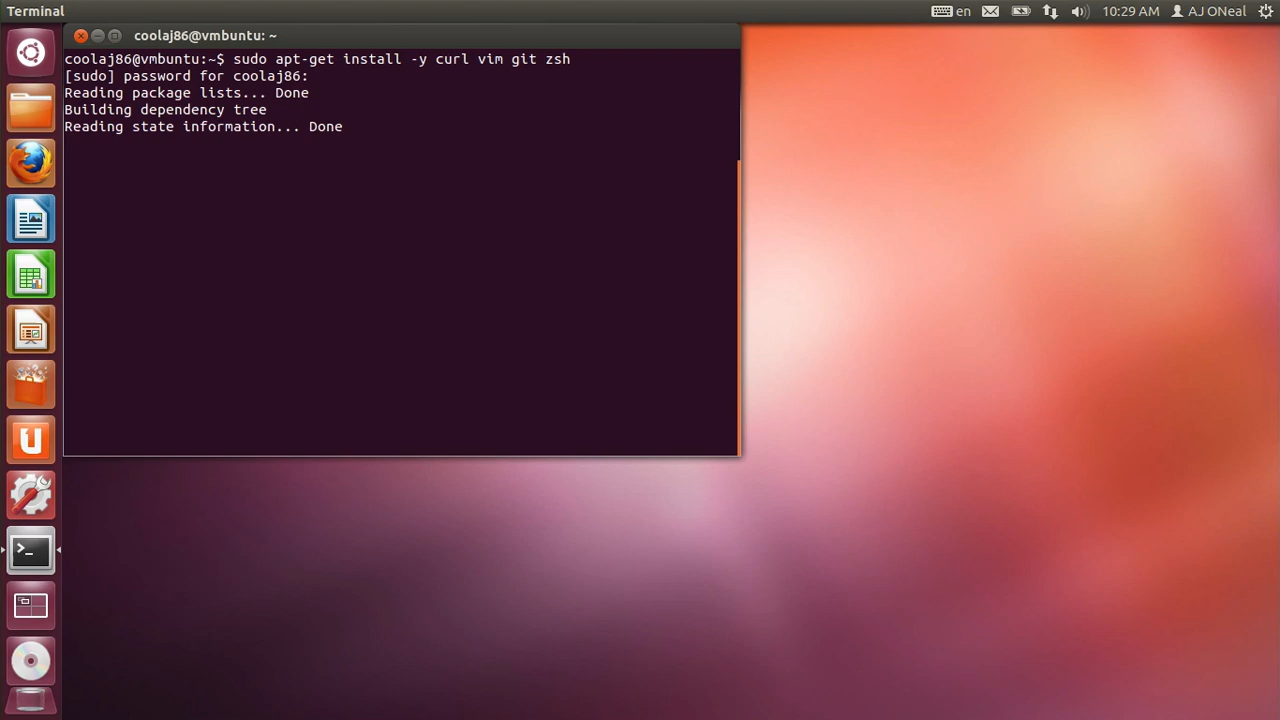 Terminal
en
10:29 AM
AJ ONeal
coolaj86@vmbuntu: ~
coolaj86@vmbuntu:~$ sudo apt-get install -y curl vim git zsh
[sudo] password for coolaj86:
Reading package lists... Done
Building dependency tree
Reading state information... Done